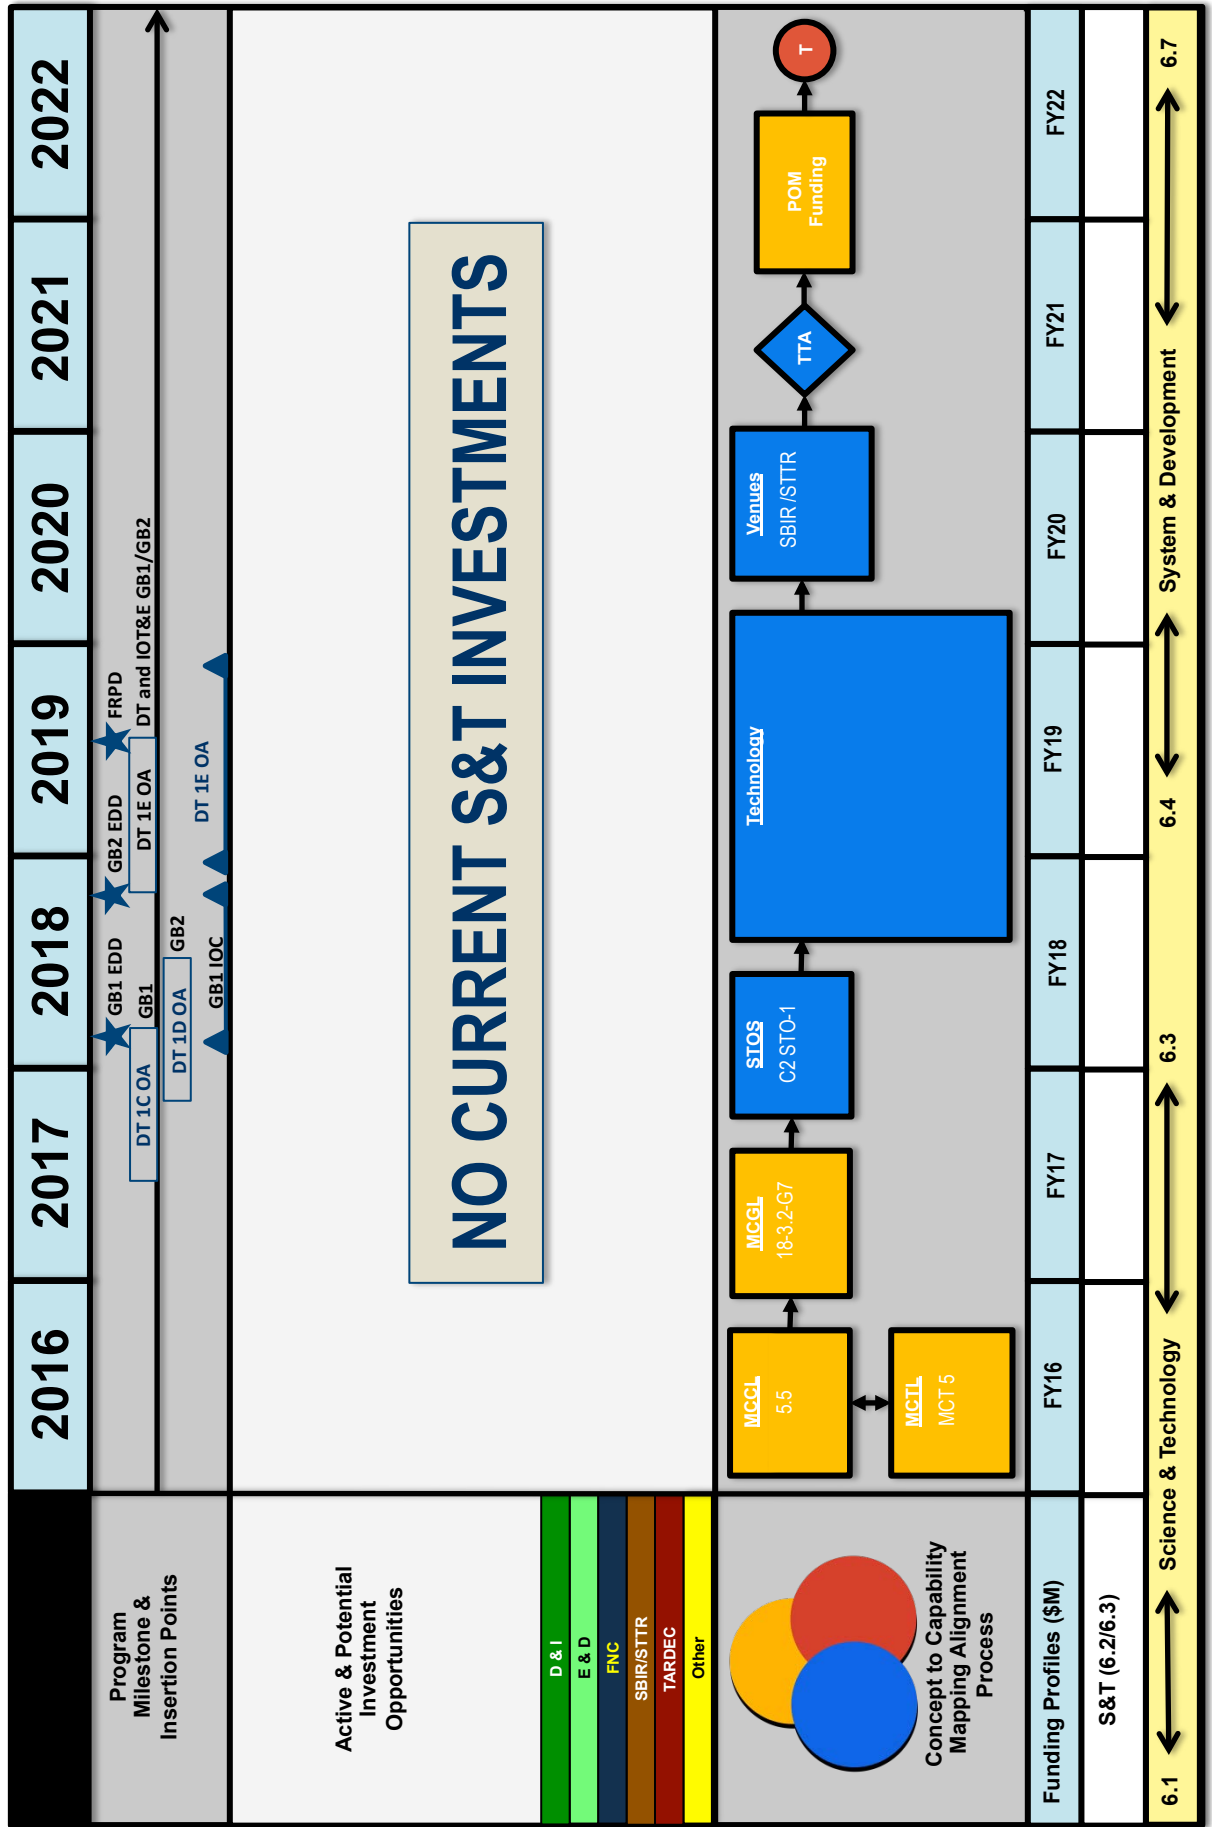 2016
2017
2018
2019
2020
2021
2022
Program
Milestone &
Insertion Points
GB1 EDD
GB2 EDD
FRPD
DT 1C OA
GB1
DT 1E OA
DT and IOT&E GB1/GB2
DT 1D OA
GB2
GB1 IOC
DT 1E OA
Active & Potential
Investment
Opportunities
NO CURRENT S&T INVESTMENTS
D & I
E & D
FNC
SBIR/STTR
TARDEC
Other
Concept to Capability
Mapping Alignment
Process
MCCL
5.5
MCTL
MCT 5
MCGL
18-3.2-G7
STOS
C2 STO-1
Technology
Venues
SBIR /STTR
TTA
POM
Funding
T
Funding Profiles ($M)
FY16
FY17
FY18
FY19
FY20
FY21
FY22
S&T (6.2/6.3)
6.1
Science & Technology
6.3
6.4
System & Development
6.7